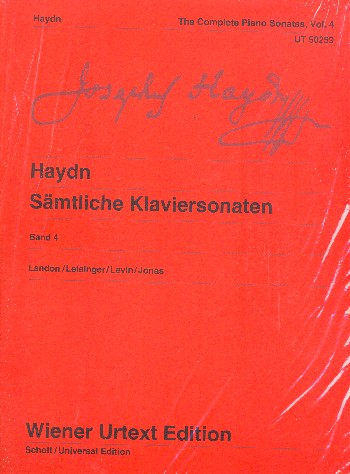 Haydn
The Complete Piano Sonatas, Vol. 4
UT 50259
Joseph Haydn
Haydn
Sämtliche Klaviersonaten
Band 4
Landon/Leisinger/Levin/Jonas
Wiener Urtext Edition
Schott/Universal Edition